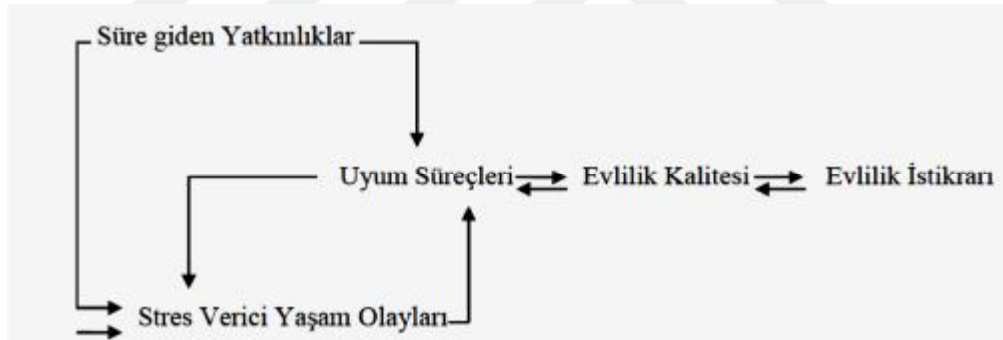 Süre giden Yatkınlıklar
Uyum Süreçleri Evlilik Kalitesi Evlilik İstikrarı
Stres Verici Yaşam Olayları